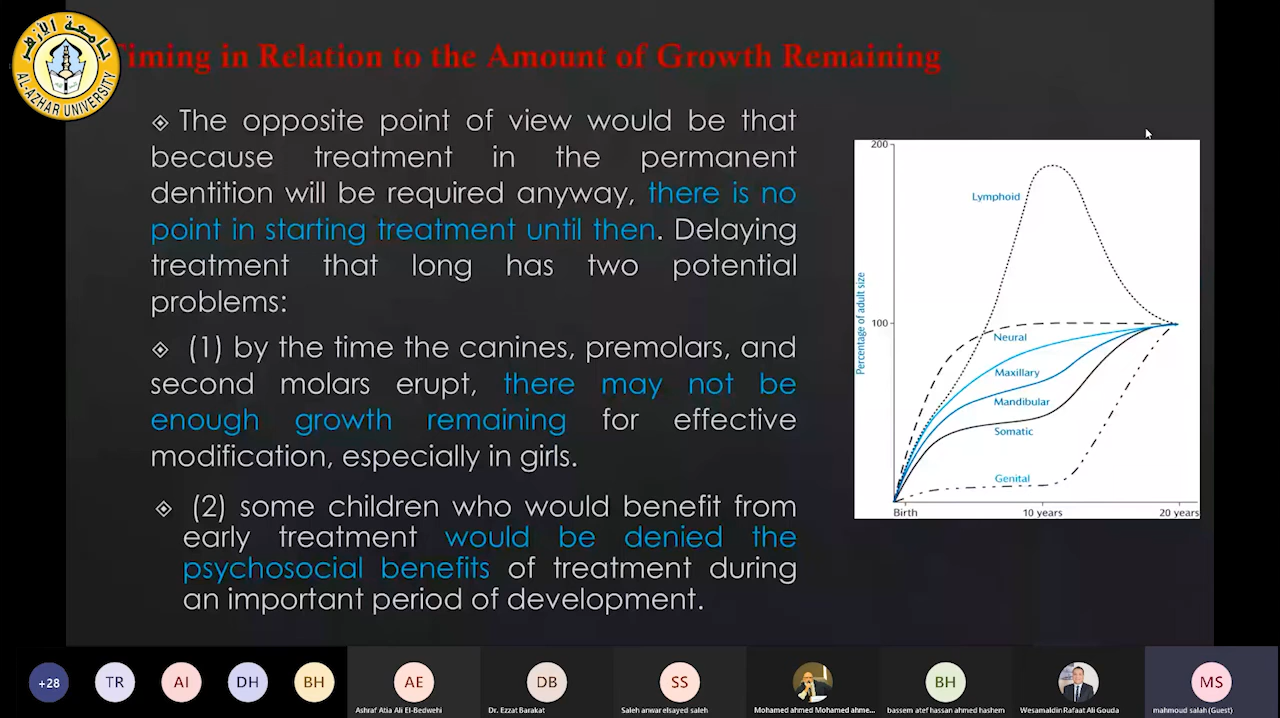 جامعة الأزهر
AL-AZHAR UNIVERSITY
Timing in Relation to the Amount of Growth Remaining
The opposite point of view would be that
because treatment in the permanent
dentition will be required anyway, there is no
point in starting treatment until then. Delaying
treatment that long has two potential
problems:
(1) by the time the canines, premolars, and
second molars erupt, there may not be
enough growth remaining for effective
modification, especially in girls.
(2) some children who would benefit from
early treatment would be denied the
psychosocial benefits of treatment during
an important period of development.
200
Lymphoid
Percentage of adult size
100
Neural
Maxillary
Mandibular
Somatic
Genital
Birth
10 years
20 years
+28
TR
AI
DH
BH
AE
DB
SS
BH
MS
Ashraf Atia Ali El-Bedwehi
Dr. Ezzat Barakat
Saleh anwar elsayed saleh
Mohamed ahmed Mohamed ahme...
bassem atef hassan ahmed hashem
Wesamaldin Rafaat Ali Gouda
mahmoud salah (Guest)